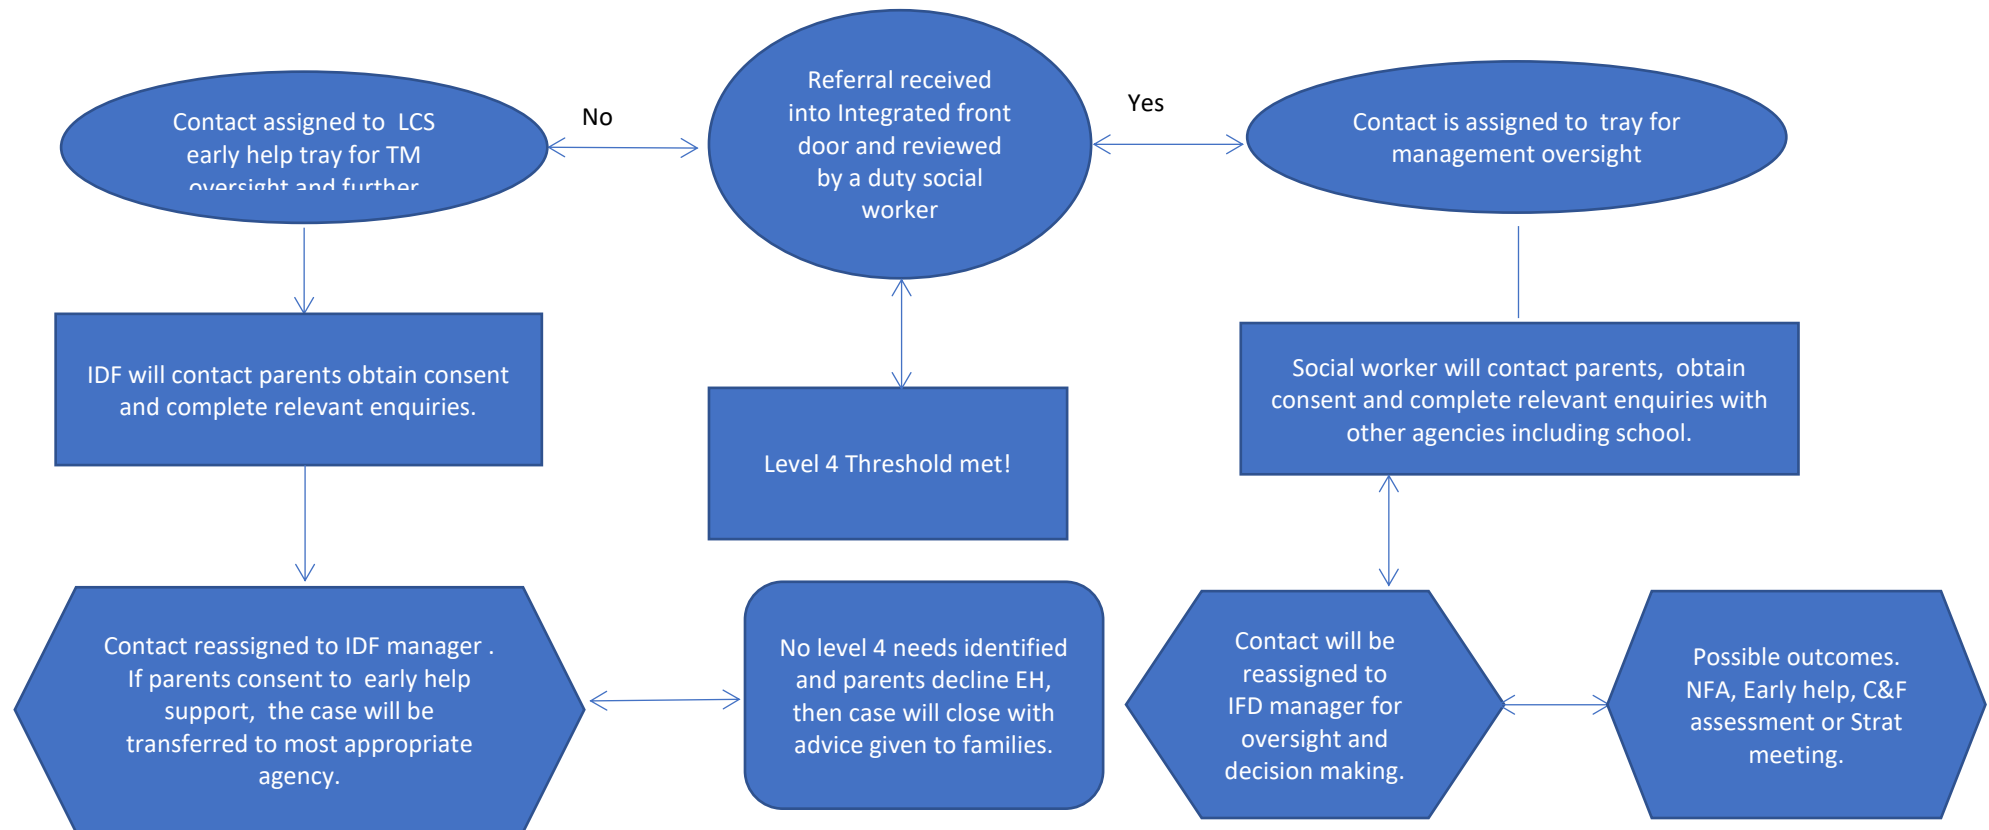 Contact assigned to LCS
early help tray for TM
oversight and further
No
Referral received
into Integrated front
door and reviewed
by a duty social
worker
Yes
Contact is assigned to tray for
management oversight
IDF will contact parents obtain consent
and complete relevant enquiries.
Level 4 Threshold met!
Social worker will contact parents, obtain
consent and complete relevant enquiries with
other agencies including school.
Contact reassigned to IDF manager .
If parents consent to early help
support, the case will be
transferred to most appropriate
agency.
No level 4 needs identified
and parents decline EH,
then case will close with
advice given to families.
Contact will be
reassigned to
IFD manager for
oversight and
decision making.
Possible outcomes.
NFA, Early help, C&F
assessment or Strat
meeting.